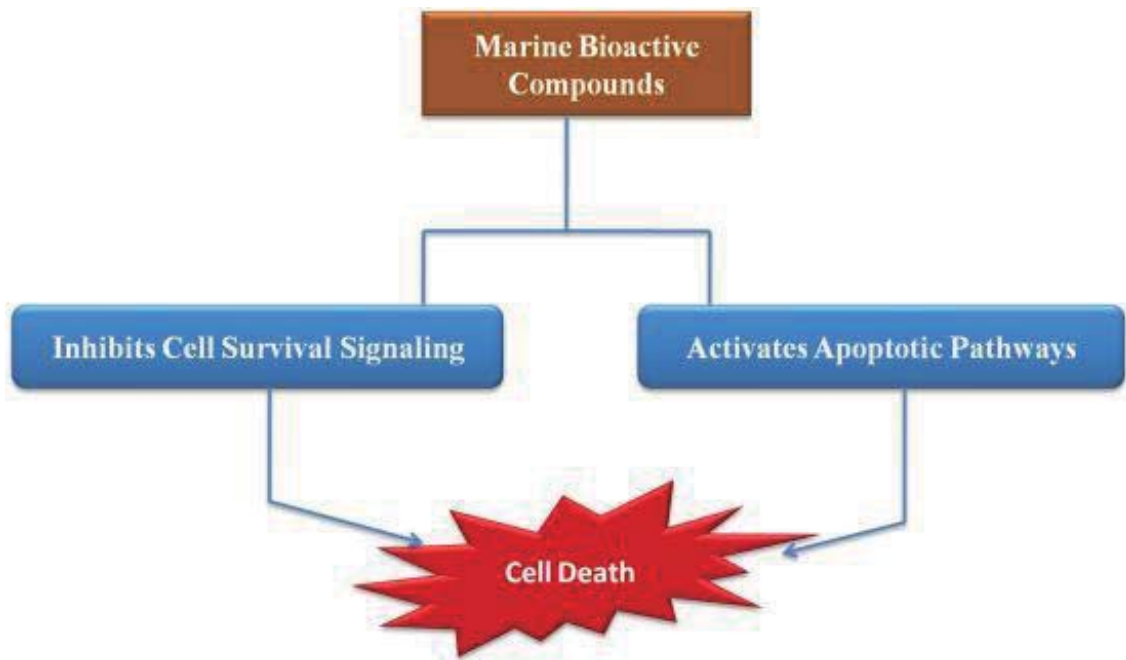 Marine Bioactive
Compounds
Inhibits Cell Survival Signaling
Activates Apoptotic Pathways
Cell Death